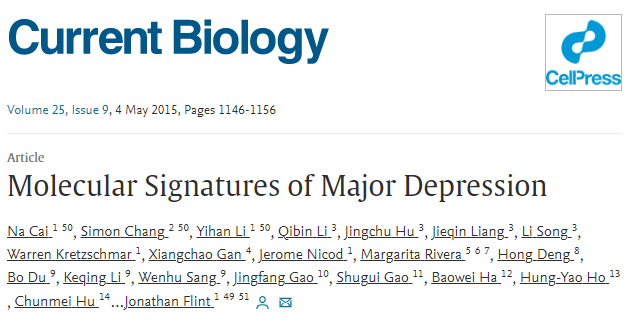 Current Biology
CellPress
Volume 25, Issue 9, 4 May 2015, Pages 1146-1156
Article
Molecular Signatures of Major Depression
Na Cai 1 50, Simon Chang 2 50, Yihan Li 1 50, Qibin Li 3, Jingchu Hu 3, Jieqin Liang 3, Li Song 3,
Warren Kretzschmar 1, Xiangchao Gan 4, Jerome Nicod 1, Margarita Rivera 5 6 7, Hong Deng 8,
Bo Du 9, Keqing Li 9, Wenhu Sang 9, Jingfang Gao 10, Shugui Gao 11, Baowei Ha 12, Hung-Yao Ho 13
, Chunmei Hu 14...Jonathan Flint 1 49 51